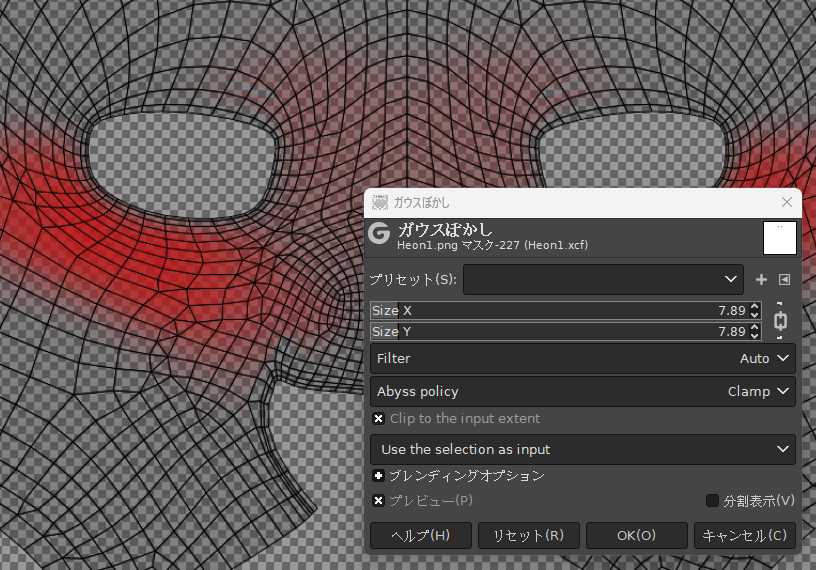 ガウスぼかし
ガウスぼかし
Heon1.png マスク-227 (Heon1.xcf)
プリセット(S):
Size X 7.89
Size Y 7.89
Filter Auto
Abyss policy Clamp
Clip to the input extent
Use the selection as input
ブレンディングオプション
プレビュー(P) 分割表示(V)
ヘルプ(H) リセット(R) OK(O) キャンセル(C)